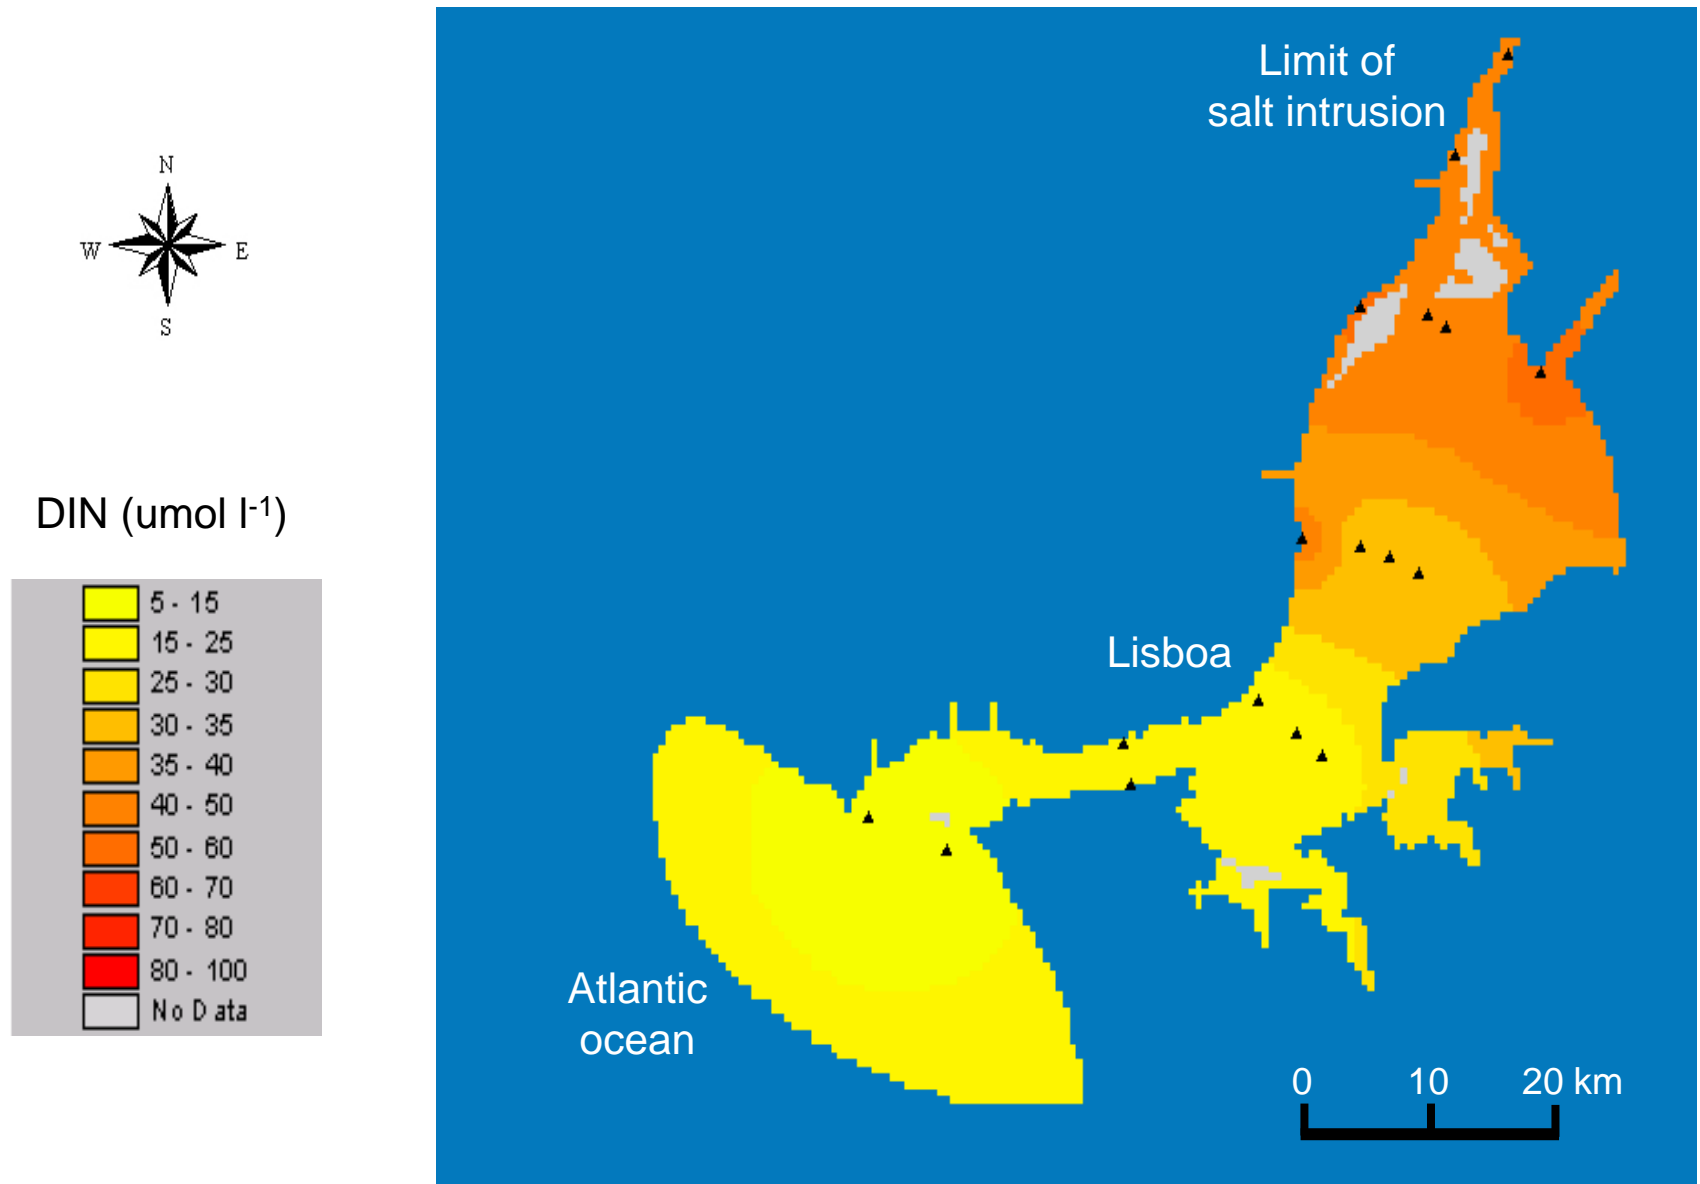 N
W E
S
DIN (umol l-1)
5 - 15
15 - 25
25 - 30
30 - 35
35 - 40
40 - 50
50 - 60
60 - 70
70 - 80
80 - 100
No Data
Limit of
salt intrusion
Lisboa
Atlantic
ocean
0 10 20 km